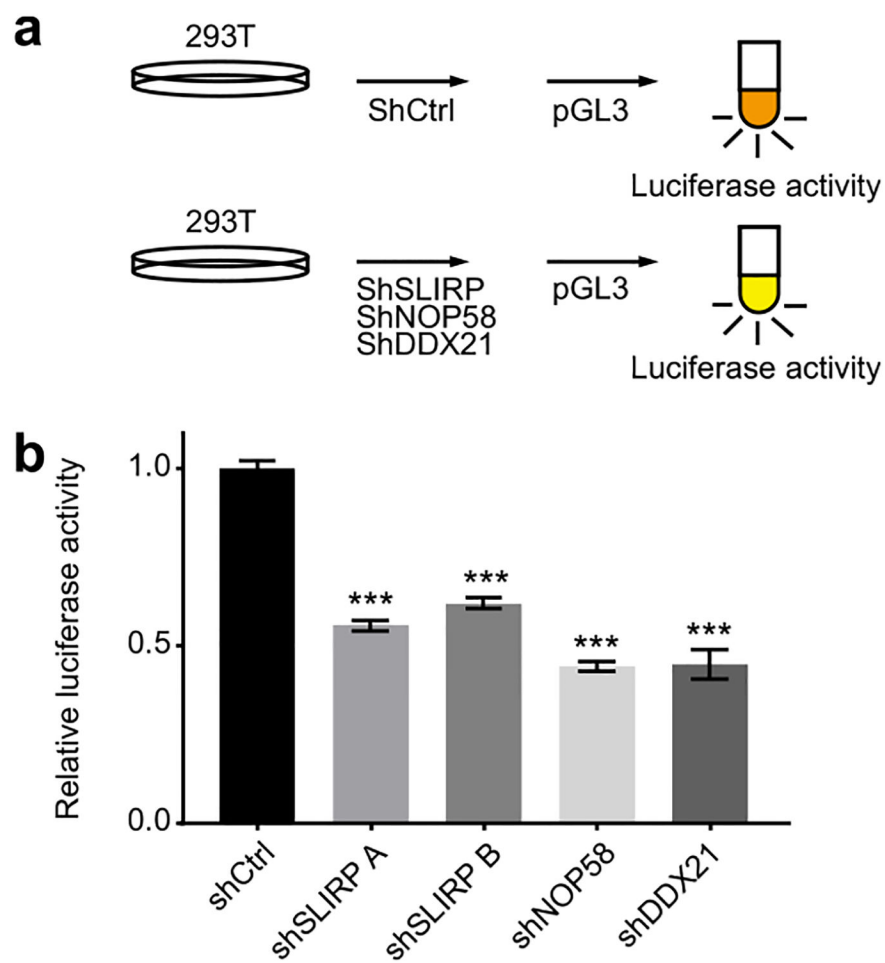 a
293T
ShCtrl
pGL3
Luciferase activity
293T
ShSLIRP
ShNOP58
ShDDX21
pGL3
Luciferase activity
b
Relative luciferase activity
1.0
0.5
0.0
***
***
***
***
shCtrl
shSLIRP A
shSLIRP B
shNOP58
shDDX21